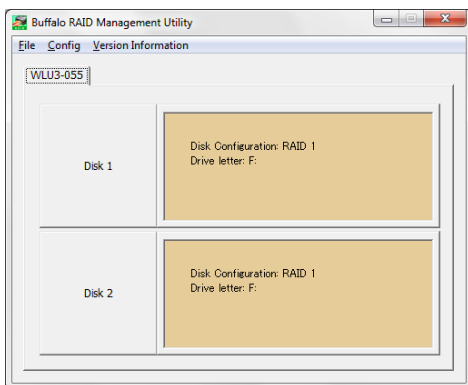 Buffalo RAID Management Utility
File Config Version Information
WLU3-055
Disk 1
Disk Configuration: RAID 1
Drive letter: F:
Disk 2
Disk Configuration: RAID 1
Drive letter: F: